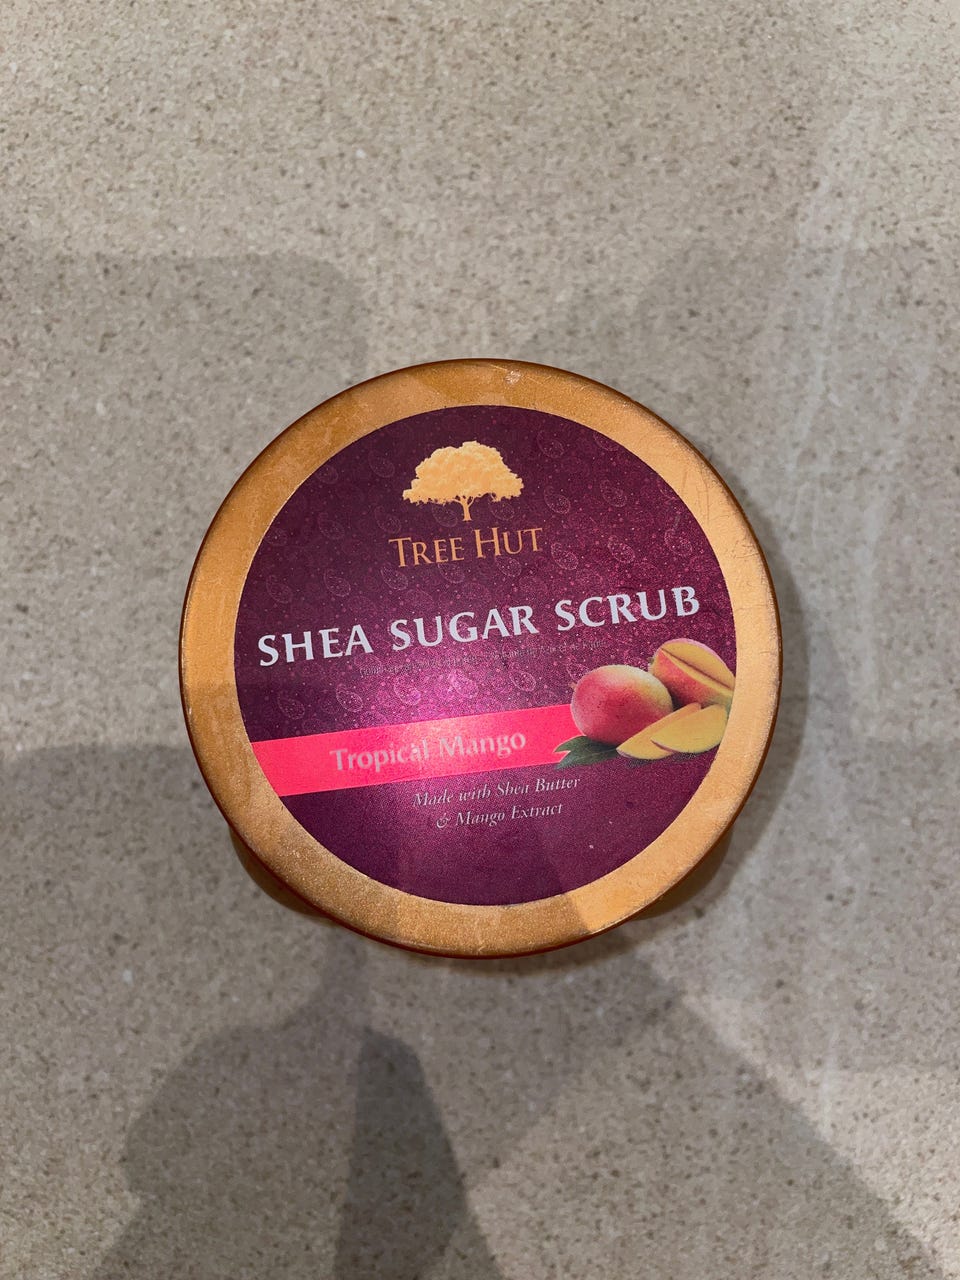 TREE HUT
SHEA SUGAR SCRUB
Tropical Mango
Made with Shea Butter
& Mango Extract